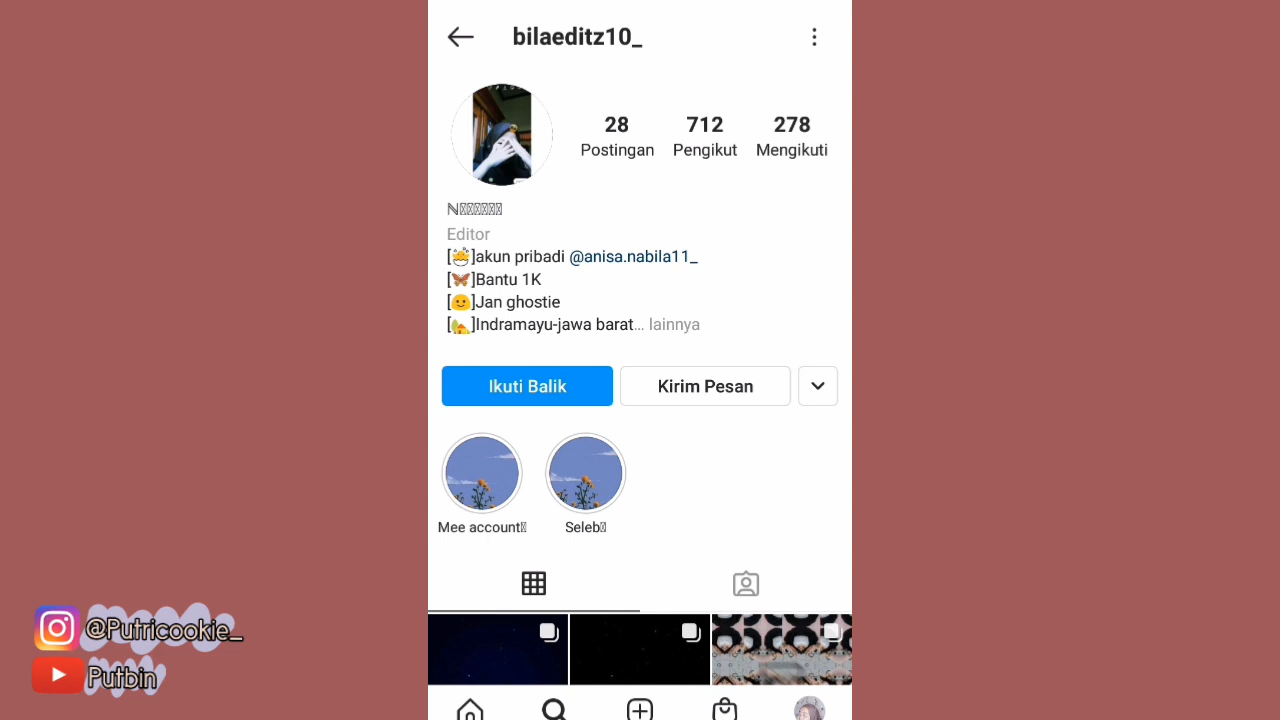 bilaeditz10_
28 712 278
Postingan Pengikut Mengikuti
Editor
[🐣]akun pribadi @anisa.nabila11_
[🦋]Bantu 1K
[🙂]Jan ghostie
[🏡]Indramayu-jawa barat... lainnya
Ikuti Balik Kirim Pesan
Mee account Seleb
@Putricookie_
Putbin